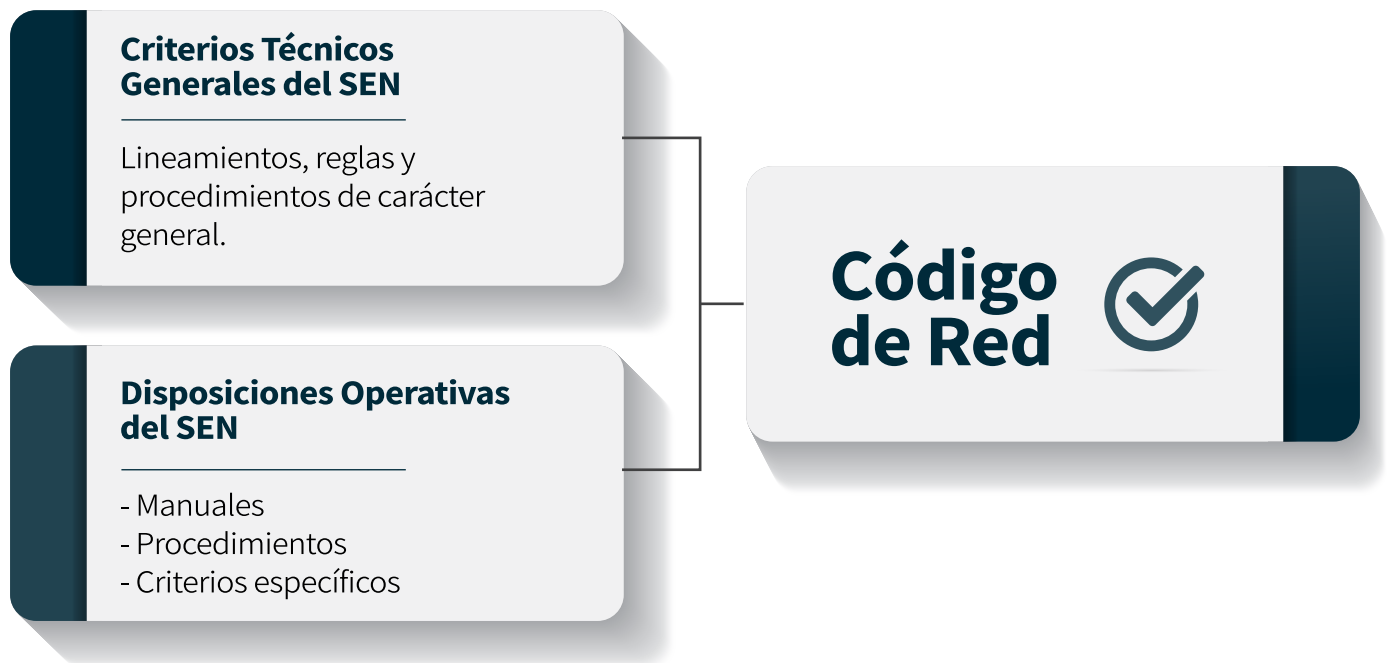 Criterios Técnicos
Generales del SEN
Lineamientos, reglas y
procedimientos de carácter
general.
Disposiciones Operativas
del SEN
- Manuales
- Procedimientos
- Criterios específicos
Código
de Red